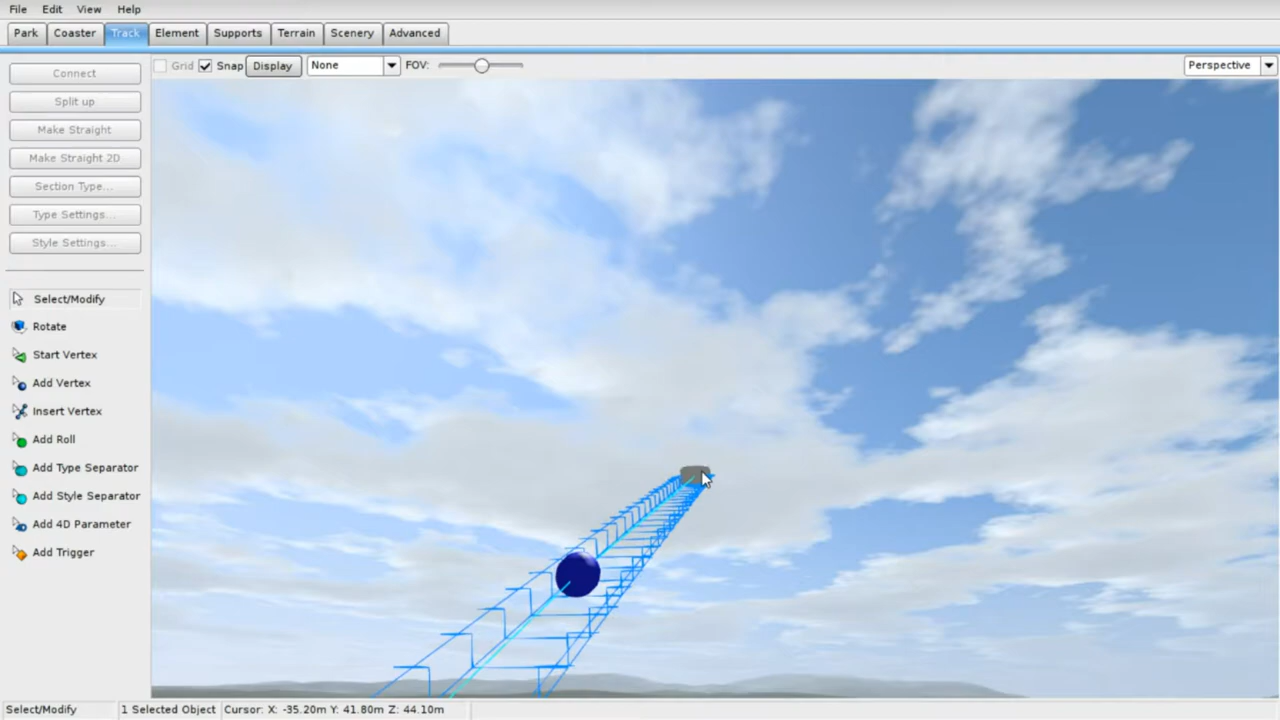 File Edit View Help
Park Coaster Track Element Supports Terrain Scenery Advanced
Grid Snap Display None FOV: Perspective
Connect
Split up
Make Straight
Make Straight 2D
Section Type...
Type Settings...
Style Settings...
Select/Modify
Rotate
Start Vertex
Add Vertex
Insert Vertex
Add Roll
Add Type Separator
Add Style Separator
Add 4D Parameter
Add Trigger
Select/Modify 1 Selected Object Cursor: X: -35.20m Y: 41.80m Z: 44.10m